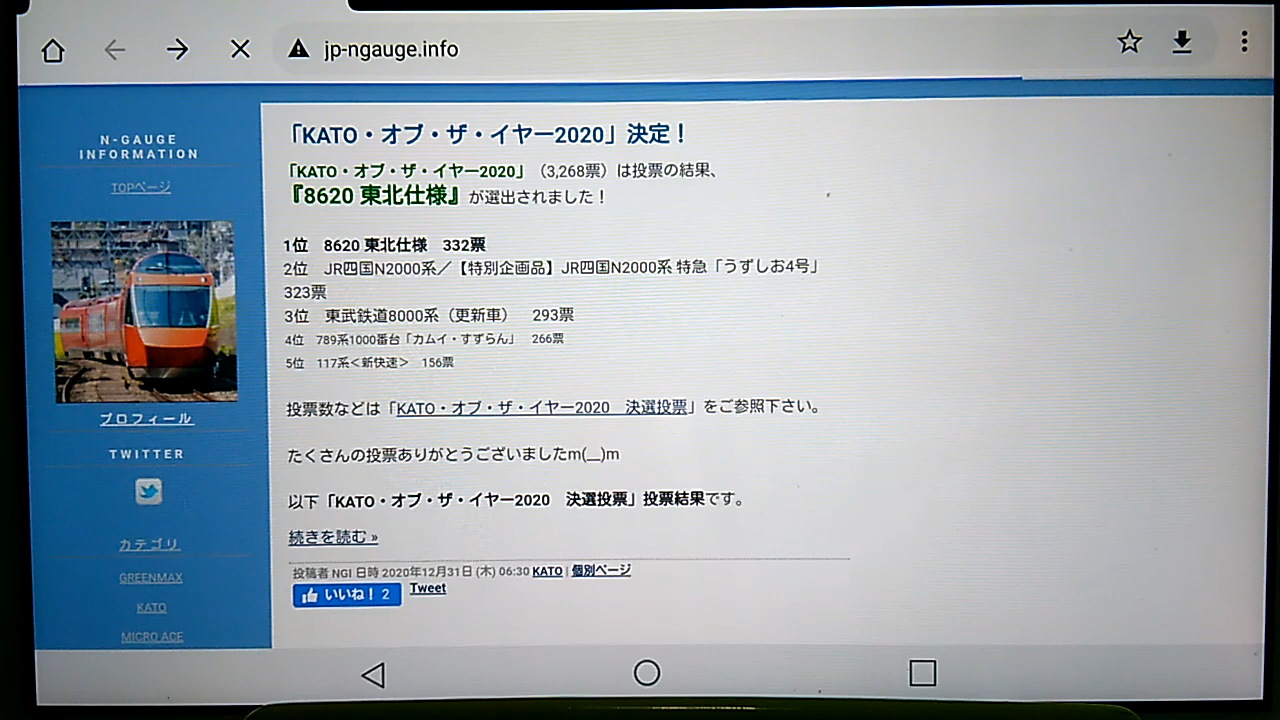 jp-ngauge.info
N-GAUGE
INFORMATION
TOPページ
プロフィール
TWITTER
カテゴリ
GREENMAX
KATO
MICRO ACE
「KATO・オブ・ザ・イヤー2020」決定！
「KATO・オブ・ザ・イヤー2020」（3,268票）は投票の結果、
『8620 東北仕様』が選出されました！
1位　8620 東北仕様　332票
2位　JR四国N2000系／【特別企画品】JR四国N2000系 特急「うずしお4号」
323票
3位　東武鉄道8000系（更新車）　293票
4位　789系1000番台「カムイ・すずらん」　266票
5位　117系＜新快速＞　156票
投票数などは「KATO・オブ・ザ・イヤー2020　決選投票」をご参照下さい。
たくさんの投票ありがとうございましたm(__)m
以下「KATO・オブ・ザ・イヤー2020　決選投票」投票結果です。
続きを読む »
投稿者 NGI 日時 2020年12月31日 (木) 06:30 KATO | 個別ページ
いいね！ 2 Tweet